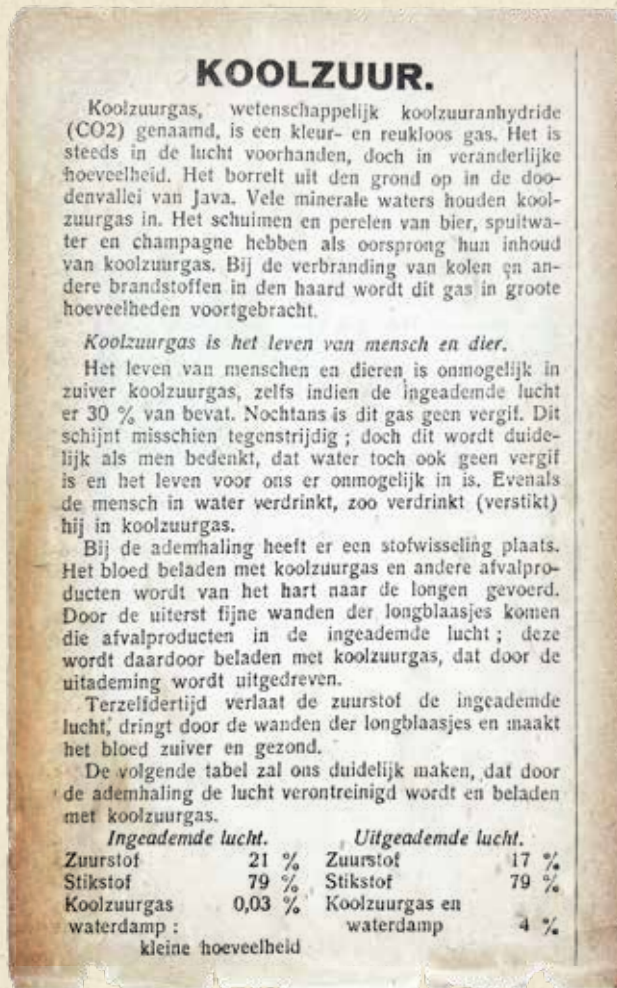 KOOLZUUR.
Koolzuurgas, wetenschappelijk koolzuuranhydride
(CO2) genaamd, is een kleur- en reukloos gas. Het is
steeds in de lucht voorhanden, doch in veranderlijke
hoeveelheid. Het borrelt uit den grond op in de doo-
denvallei van Java. Vele minerale waters houden kool-
zuurgas in. Het schuimen en perelen van bier, spuitwa-
ter en champagne hebben als oorsprong hun inhoud
van koolzuurgas. Bij de verbranding van kolen en an-
dere brandstoffen in den haard wordt dit gas in groote
hoeveelheden voortgebracht.
Koolzuurgas is het leven van mensch en dier.
Het leven van menschen en dieren is onmogelijk in
zuiver koolzuurgas, zelfs indien de ingeademde lucht
er 30 % van bevat. Nochtans is dit gas geen vergif. Dit
schijnt misschien tegenstrijdig ; doch dit wordt duide-
lijk als men bedenkt, dat water toch ook geen vergif
is en het leven voor ons er onmogelijk in is. Evenals
de mensch in water verdrinkt, zoo verdrinkt (verstikt)
hij in koolzuurgas.
Bij de ademhaling heeft er een stofwisseling plaats.
Het bloed beladen met koolzuurgas en andere afvalpro-
ducten wordt van het hart naar de longen gevoerd.
Door de uiterst fijne wanden der longblaasjes komen
die afvalproducten in de ingeademde lucht ; deze
wordt daardoor beladen met koolzuurgas, dat door de
uitademing wordt uitgedreven.
Terzelfdertijd verlaat de zuurstof de ingeademde
lucht, dringt door de wanden der longblaasjes en maakt
het bloed zuiver en gezond.
De volgende tabel zal ons duidelijk maken, dat door
de ademhaling de lucht verontreinigd wordt en beladen
met koolzuurgas.
Ingeademde lucht. Uitgeademde lucht.
Zuurstof 21 % Zuurstof 17 %
Stikstof 79 % Stikstof 79 %
Koolzuurgas 0,03 % Koolzuurgas en
waterdamp : waterdamp 4 %
kleine hoeveelheid